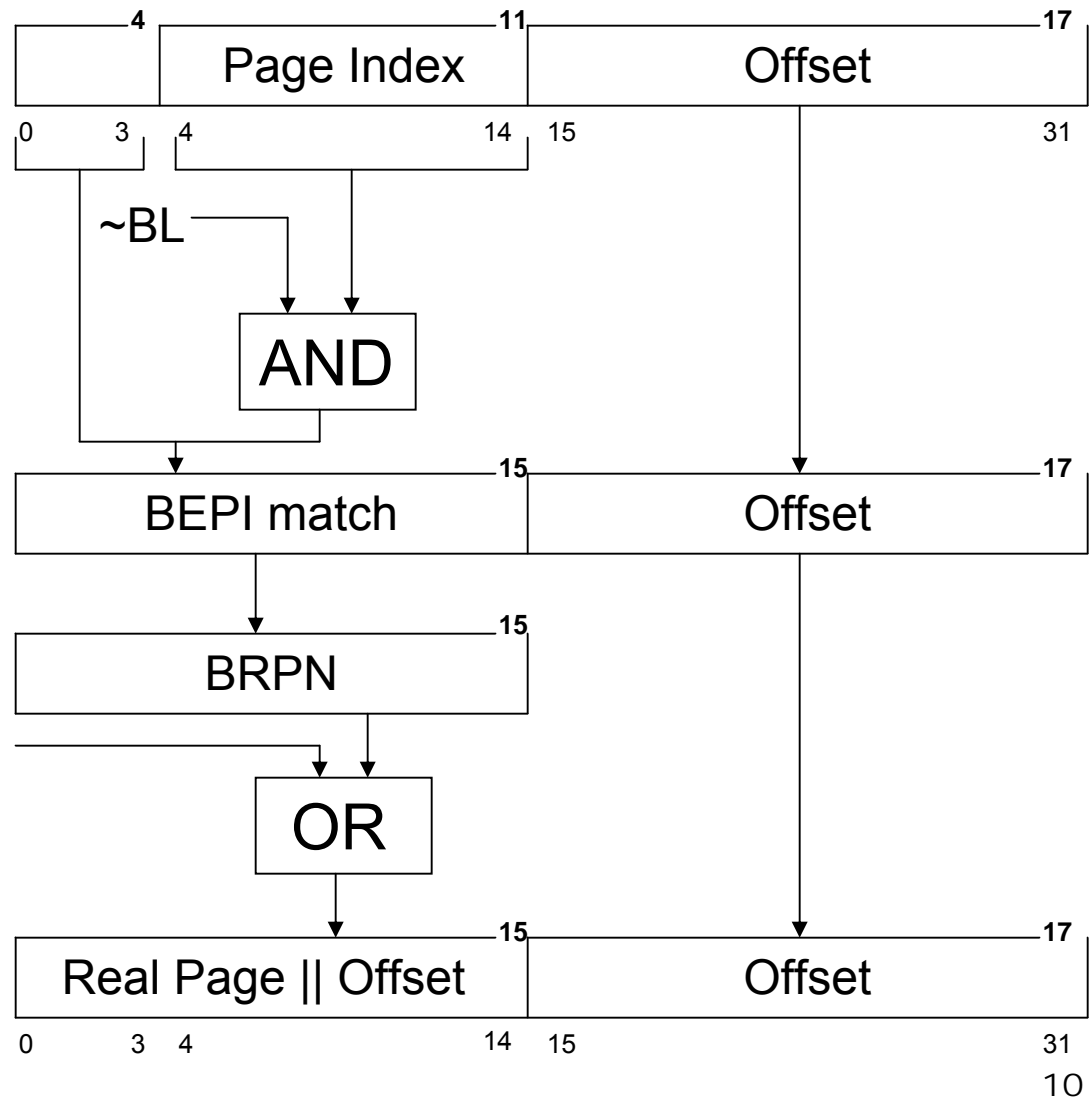 4 11 17
Page Index Offset
0 3 4 14 15 31
~BL
AND
15 17
BEPI match Offset
15
BRPN
OR
15 17
Real Page || Offset Offset
0 3 4 14 15 31
10